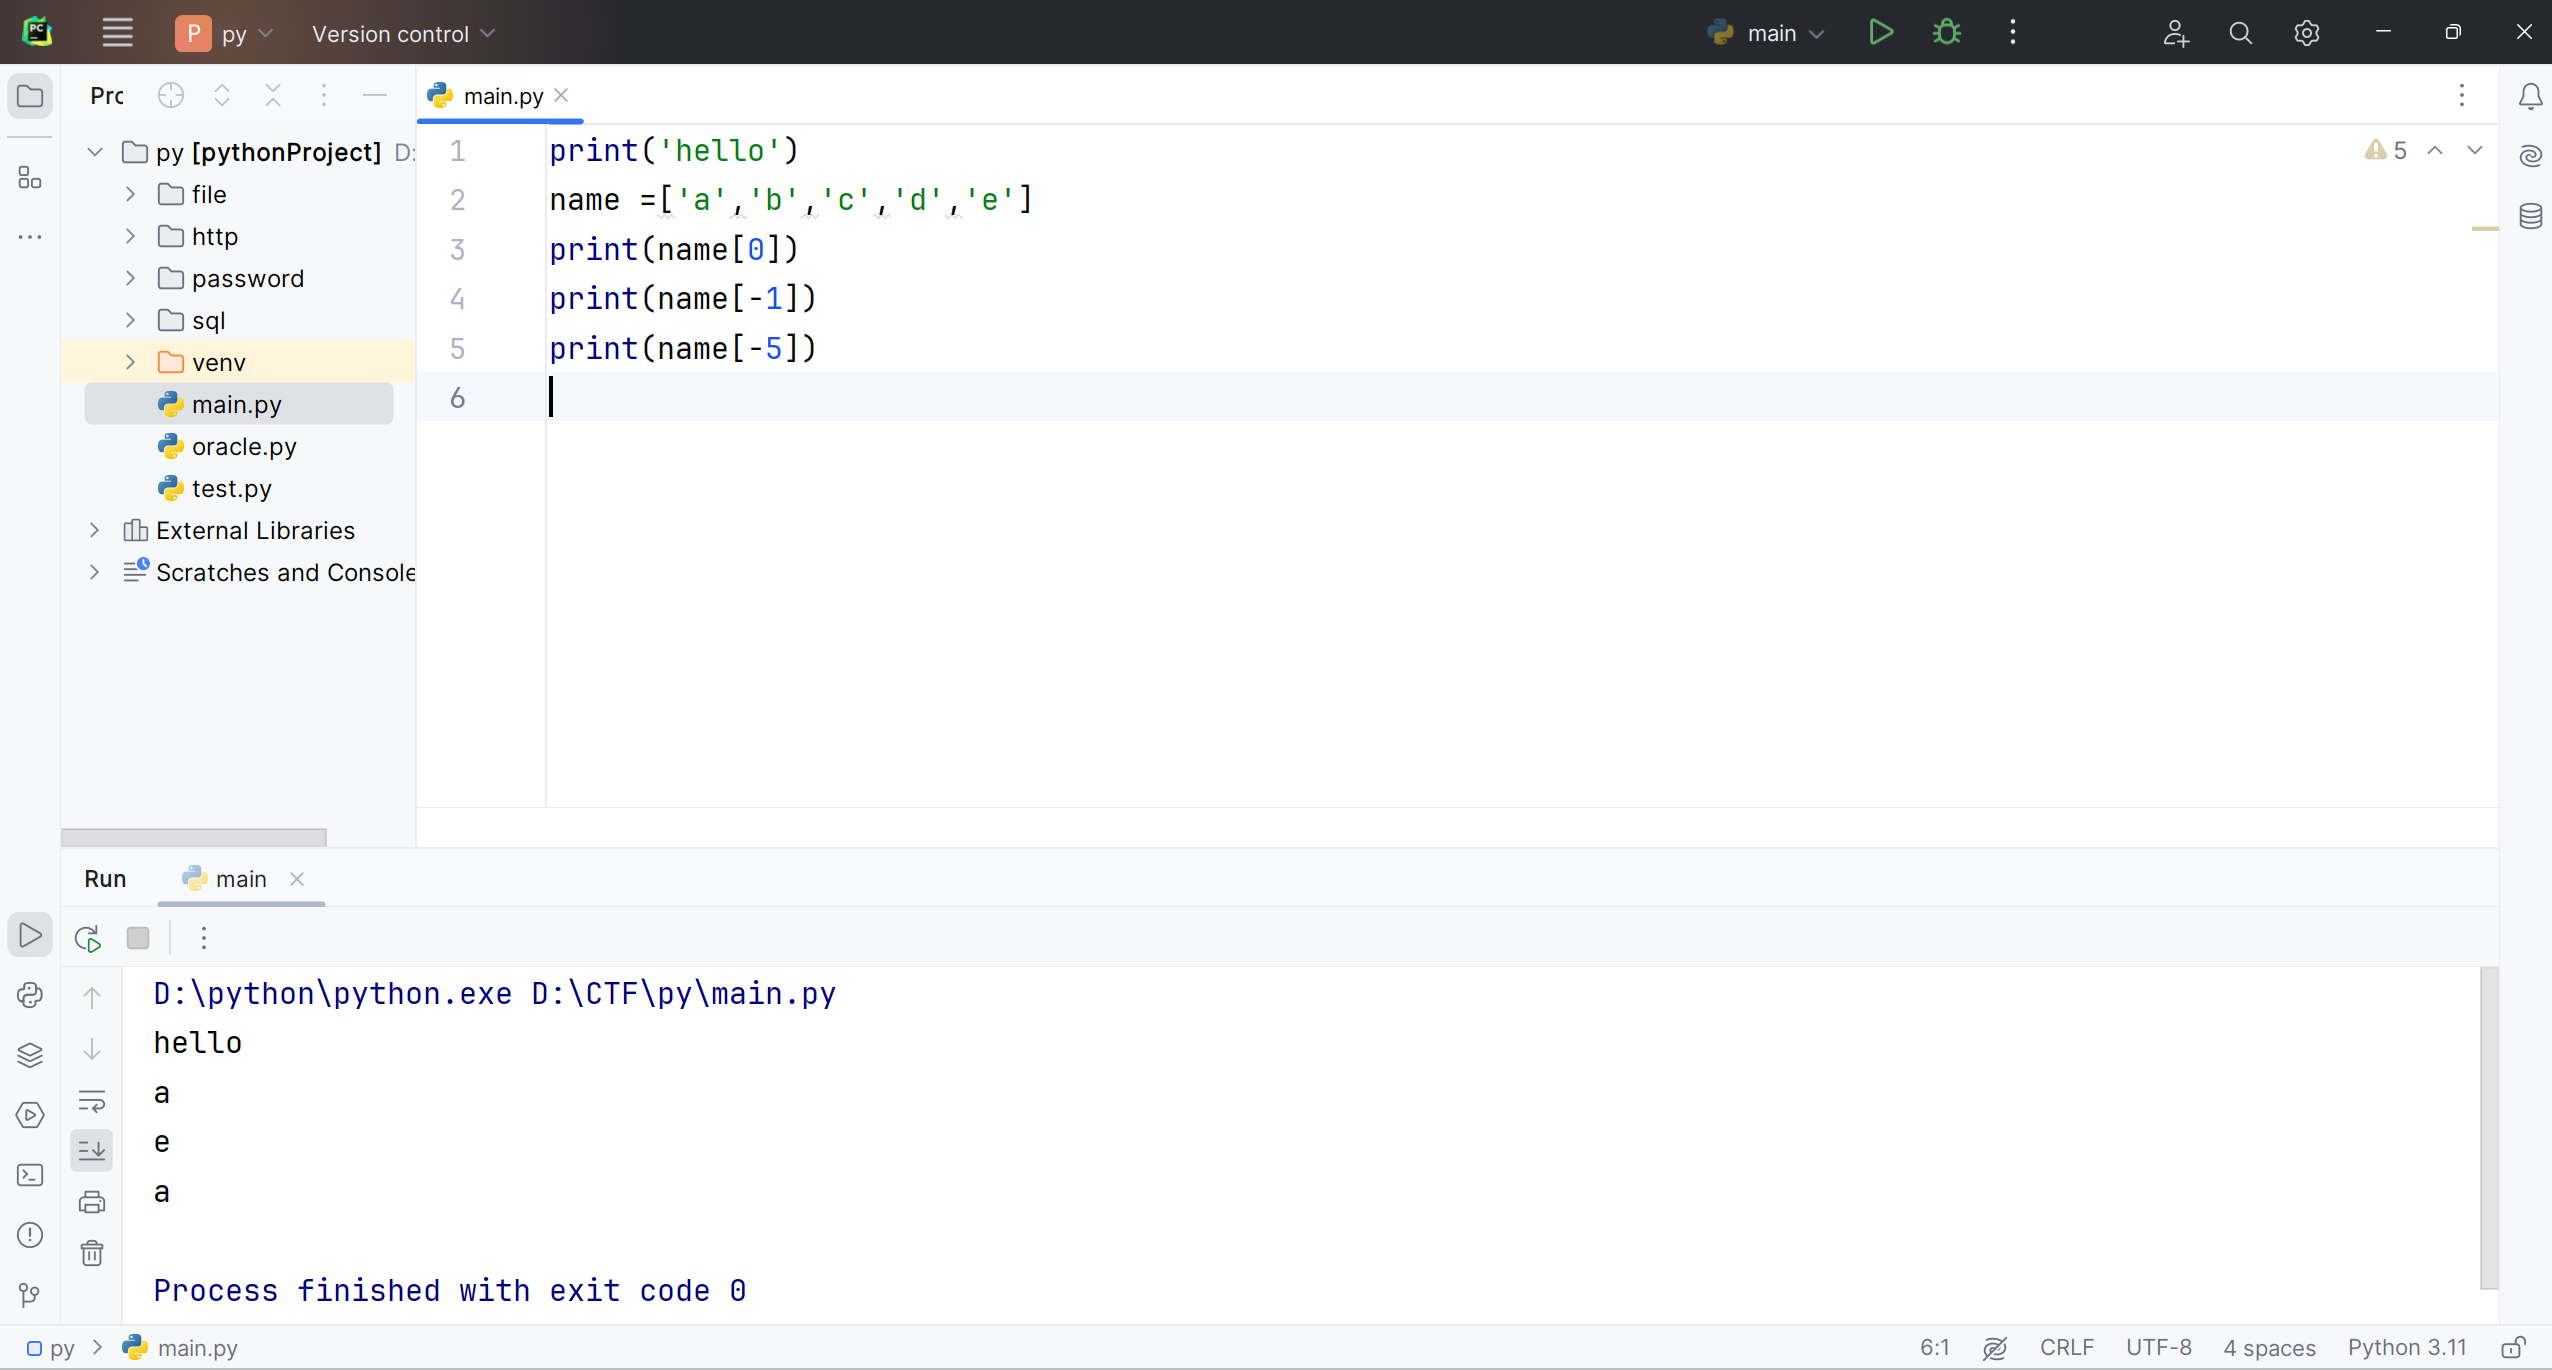 PC
P py Version control main
Pro
main.py
py [pythonProject] D:
file
http
password
sql
venv
main.py
oracle.py
test.py
External Libraries
Scratches and Console
1 print('hello')
2 name =['a','b','c','d','e']
3 print(name[0])
4 print(name[-1])
5 print(name[-5])
6
5
Run main
D:\python\python.exe D:\CTF\py\main.py
hello
a
e
a
Process finished with exit code 0
py main.py 6:1 CRLF UTF-8 4 spaces Python 3.11